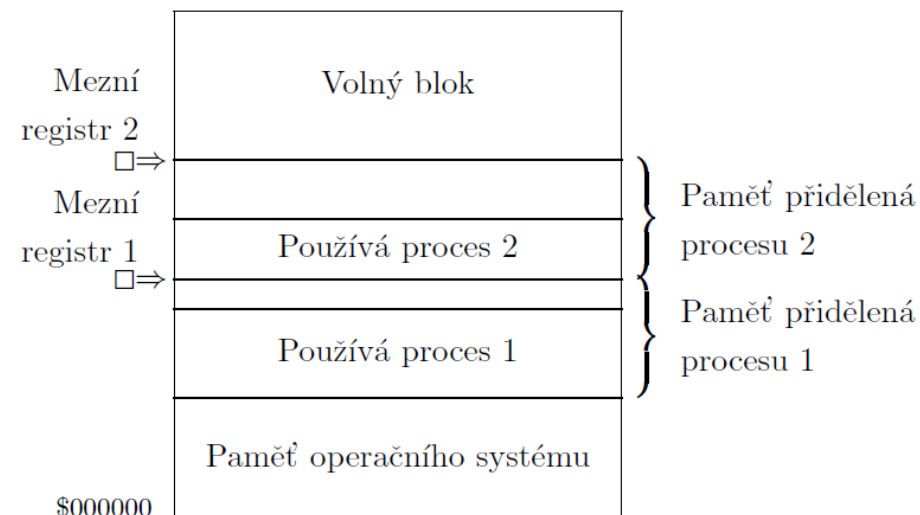 Mezní
registr 2
□⇒
Mezní
registr 1
□⇒
$000000
Volný blok
Používá proces 2
Používá proces 1
Paměť operačního systému
Paměť přidělená
procesu 2
Paměť přidělená
procesu 1